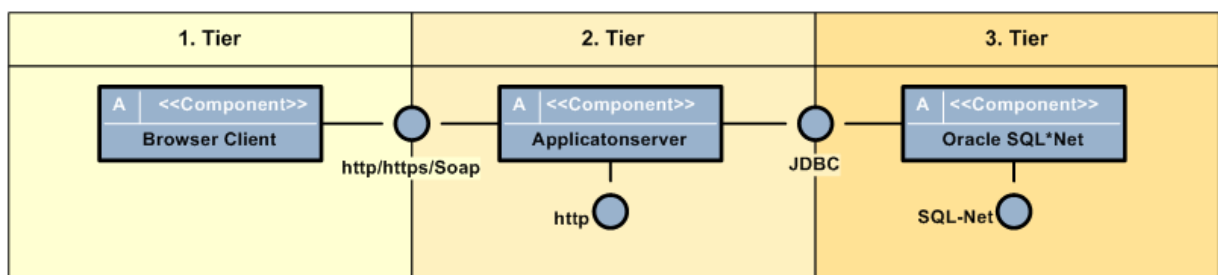 1. Tier
2. Tier
3. Tier
A <<Component>>
Browser Client
http/https/Soap
A <<Component>>
Applicatonserver
http
JDBC
A <<Component>>
Oracle SQL*Net
SQL-Net